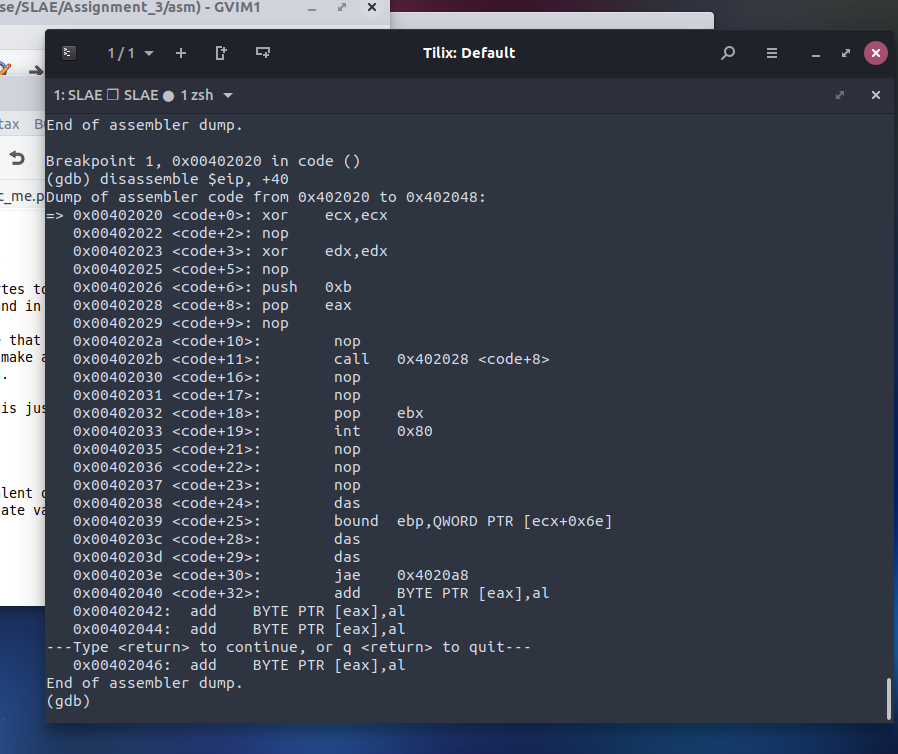 se/SLAE/Assignment_3/asm) - GVIM1
1 / 1
Tilix: Default
1: SLAE ❐ SLAE ● 1 zsh
tax
c_me.p
tes to
nd in
e that
make a
.
is jus
lent
ate va
End of assembler dump.
Breakpoint 1, 0x00402020 in code ()
(gdb) disassemble $eip, +40
Dump of assembler code from 0x402020 to 0x402048:
=> 0x00402020 <code+0>: xor ecx,ecx
0x00402022 <code+2>: nop
0x00402023 <code+3>: xor edx,edx
0x00402025 <code+5>: nop
0x00402026 <code+6>: push 0xb
0x00402028 <code+8>: pop eax
0x00402029 <code+9>: nop
0x0040202a <code+10>: nop
0x0040202b <code+11>: call 0x402028 <code+8>
0x00402030 <code+16>: nop
0x00402031 <code+17>: nop
0x00402032 <code+18>: pop ebx
0x00402033 <code+19>: int 0x80
0x00402035 <code+21>: nop
0x00402036 <code+22>: nop
0x00402037 <code+23>: nop
0x00402038 <code+24>: das
0x00402039 <code+25>: bound ebp,QWORD PTR [ecx+0x6e]
0x0040203c <code+28>: das
0x0040203d <code+29>: das
0x0040203e <code+30>: jae 0x4020a8
0x00402040 <code+32>: add BYTE PTR [eax],al
0x00402042: add BYTE PTR [eax],al
0x00402044: add BYTE PTR [eax],al
---Type <return> to continue, or q <return> to quit---
0x00402046: add BYTE PTR [eax],al
End of assembler dump.
(gdb)